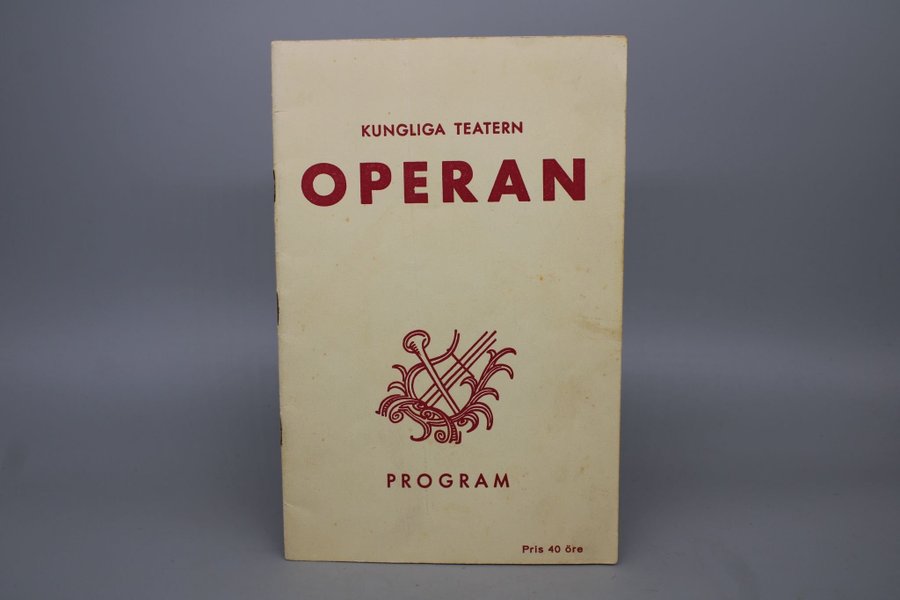 KUNGLIGA TEATERN
OPERAN
PROGRAM
Pris 40 öre